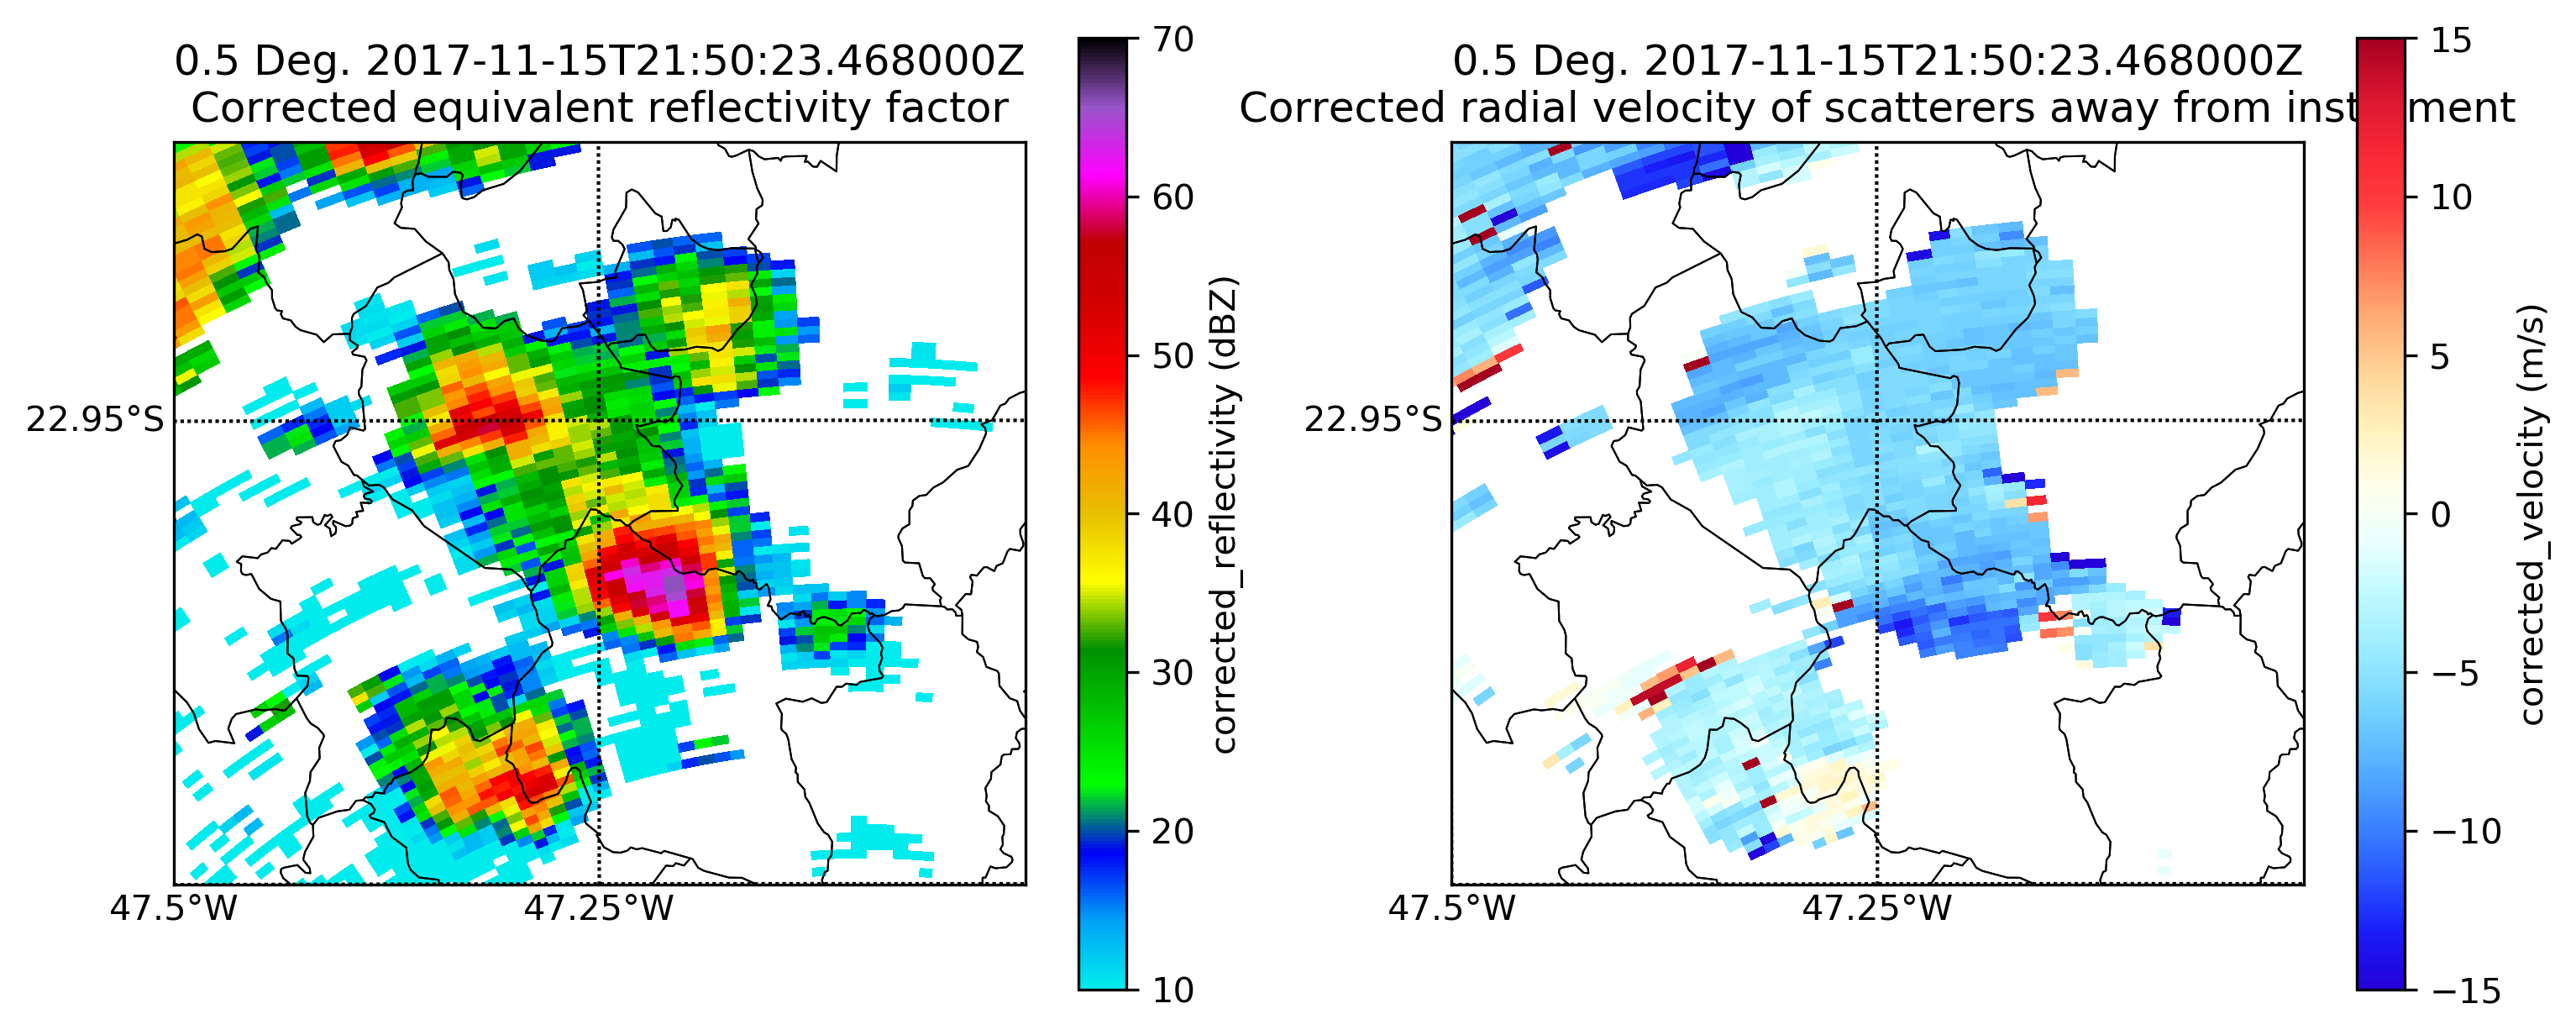 0.5 Deg. 2017-11-15T21:50:23.468000Z
Corrected equivalent reflectivity factor
22.95°S
47.5°W
47.25°W
70
60
50
40
30
20
10
corrected_reflectivity (dBZ)
0.5 Deg. 2017-11-15T21:50:23.468000Z
Corrected radial velocity of scatterers away from inst ment
22.95°S
47.5°W
47.25°W
15
10
5
0
−5
−10
−15
corrected_velocity (m/s)